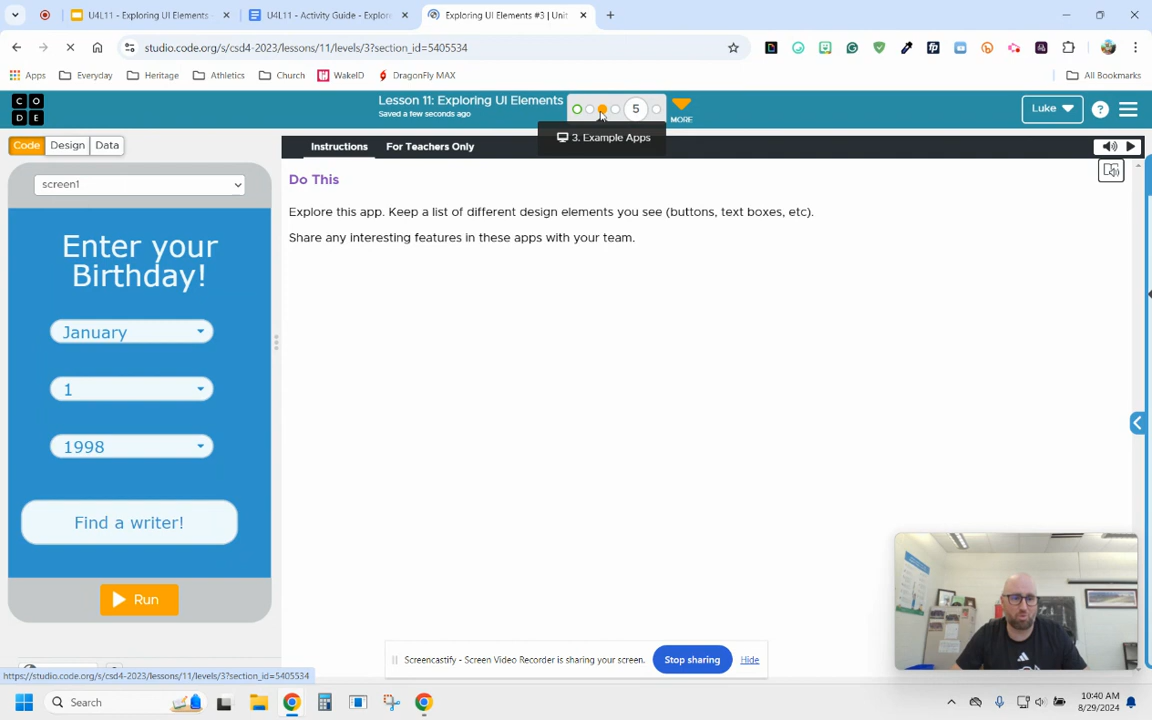 U4L11 - Exploring UI Elements
U4L11 - Activity Guide - Explori
Exploring UI Elements #3 | Unit
studio.code.org/s/csd4-2023/lessons/11/levels/3?section_id=5405534
Apps
Everyday
Heritage
Athletics
Church
WakeID
DragonFly MAX
All Bookmarks
C O
D E
Lesson 11: Exploring UI Elements
Saved a few seconds ago
5
MORE
Luke
?
3. Example Apps
Code
Design
Data
Instructions
For Teachers Only
screen1
Do This
Explore this app. Keep a list of different design elements you see (buttons, text boxes, etc).
Share any interesting features in these apps with your team.
Enter your
Birthday!
January
1
1998
Find a writer!
Run
Screencastify - Screen Video Recorder is sharing your screen.
Stop sharing
Hide
https://studio.code.org/s/csd4-2023/lessons/11/levels/3?section_id=5405534
Search
10:40 AM
8/29/2024